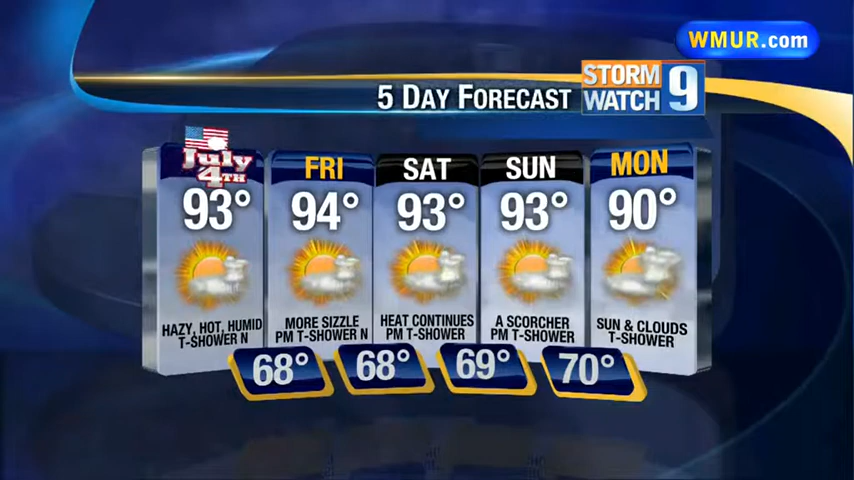 WMUR.com
5 DAY FORECAST
STORM
WATCH 9
July
4TH
93°
HAZY, HOT, HUMID
T-SHOWER N
FRI
94°
MORE SIZZLE
PM T-SHOWER N
SAT
93°
HEAT CONTINUES
PM T-SHOWER
SUN
93°
A SCORCHER
PM T-SHOWER
MON
90°
SUN & CLOUDS
T-SHOWER
68°
68°
69°
70°